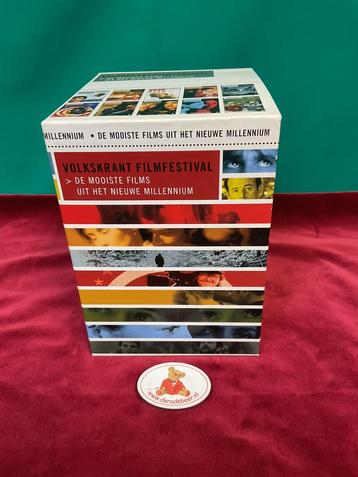 MILLENNIUM • DE MOOISTE FILMS UIT HET NIEUWE MILLENNIUM
VOLKSKRANT FILMFESTIVAL
> DE MOOISTE FILMS
UIT HET NIEUWE MILLENNIUM
www.derodebeer.nl